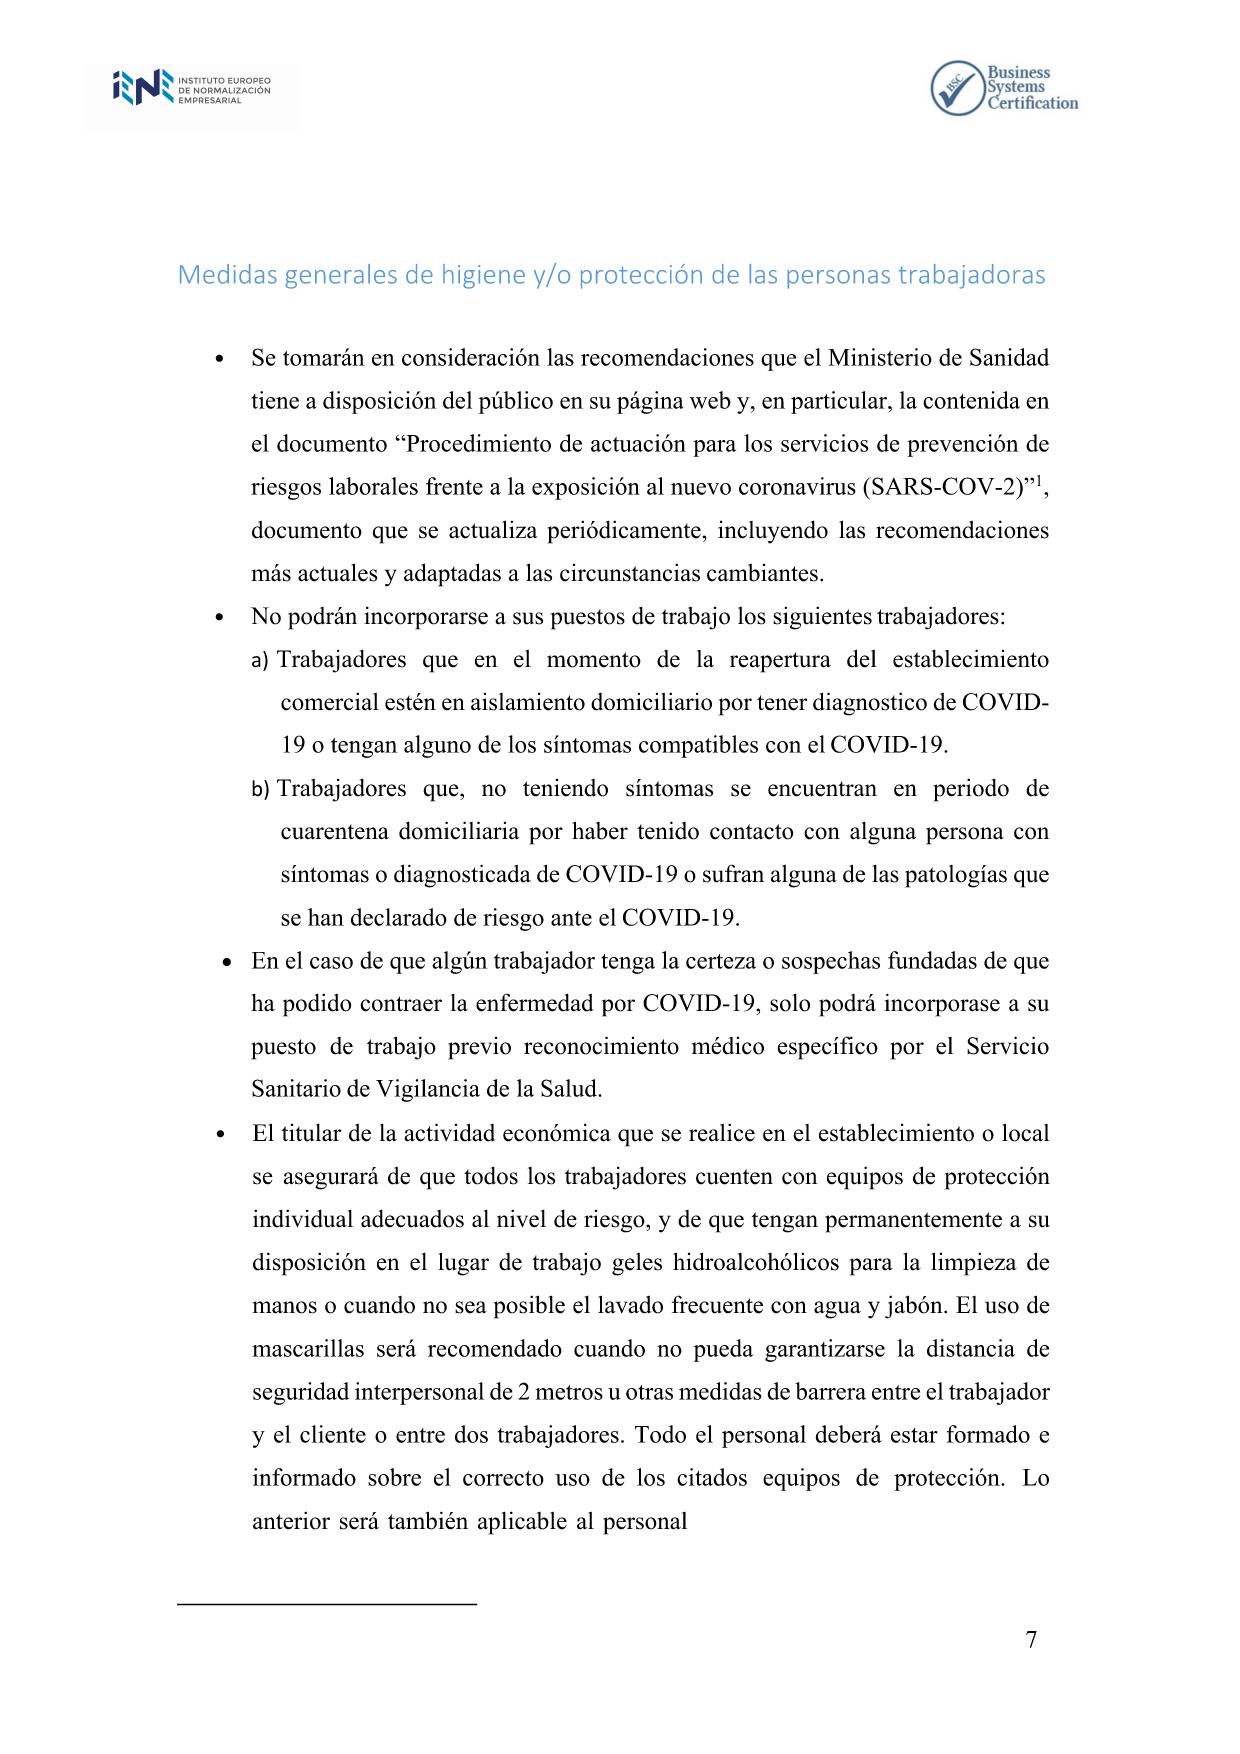 INSTITUTO EUROPEO
DE NORMALIZACIÓN
EMPRESARIAL
BSC
Business
Systems
Certification
Medidas generales de higiene y/o protección de las personas trabajadoras
• Se tomarán en consideración las recomendaciones que el Ministerio de Sanidad
tiene a disposición del público en su página web y, en particular, la contenida en
el documento “Procedimiento de actuación para los servicios de prevención de
riesgos laborales frente a la exposición al nuevo coronavirus (SARS-COV-2)”¹,
documento que se actualiza periódicamente, incluyendo las recomendaciones
más actuales y adaptadas a las circunstancias cambiantes.
• No podrán incorporarse a sus puestos de trabajo los siguientes trabajadores:
a) Trabajadores que en el momento de la reapertura del establecimiento
comercial estén en aislamiento domiciliario por tener diagnostico de COVID-
19 o tengan alguno de los síntomas compatibles con el COVID-19.
b) Trabajadores que, no teniendo síntomas se encuentran en periodo de
cuarentena domiciliaria por haber tenido contacto con alguna persona con
síntomas o diagnosticada de COVID-19 o sufran alguna de las patologías que
se han declarado de riesgo ante el COVID-19.
• En el caso de que algún trabajador tenga la certeza o sospechas fundadas de que
ha podido contraer la enfermedad por COVID-19, solo podrá incorporase a su
puesto de trabajo previo reconocimiento médico específico por el Servicio
Sanitario de Vigilancia de la Salud.
• El titular de la actividad económica que se realice en el establecimiento o local
se asegurará de que todos los trabajadores cuenten con equipos de protección
individual adecuados al nivel de riesgo, y de que tengan permanentemente a su
disposición en el lugar de trabajo geles hidroalcohólicos para la limpieza de
manos o cuando no sea posible el lavado frecuente con agua y jabón. El uso de
mascarillas será recomendado cuando no pueda garantizarse la distancia de
seguridad interpersonal de 2 metros u otras medidas de barrera entre el trabajador
y el cliente o entre dos trabajadores. Todo el personal deberá estar formado e
informado sobre el correcto uso de los citados equipos de protección. Lo
anterior será también aplicable al personal
7